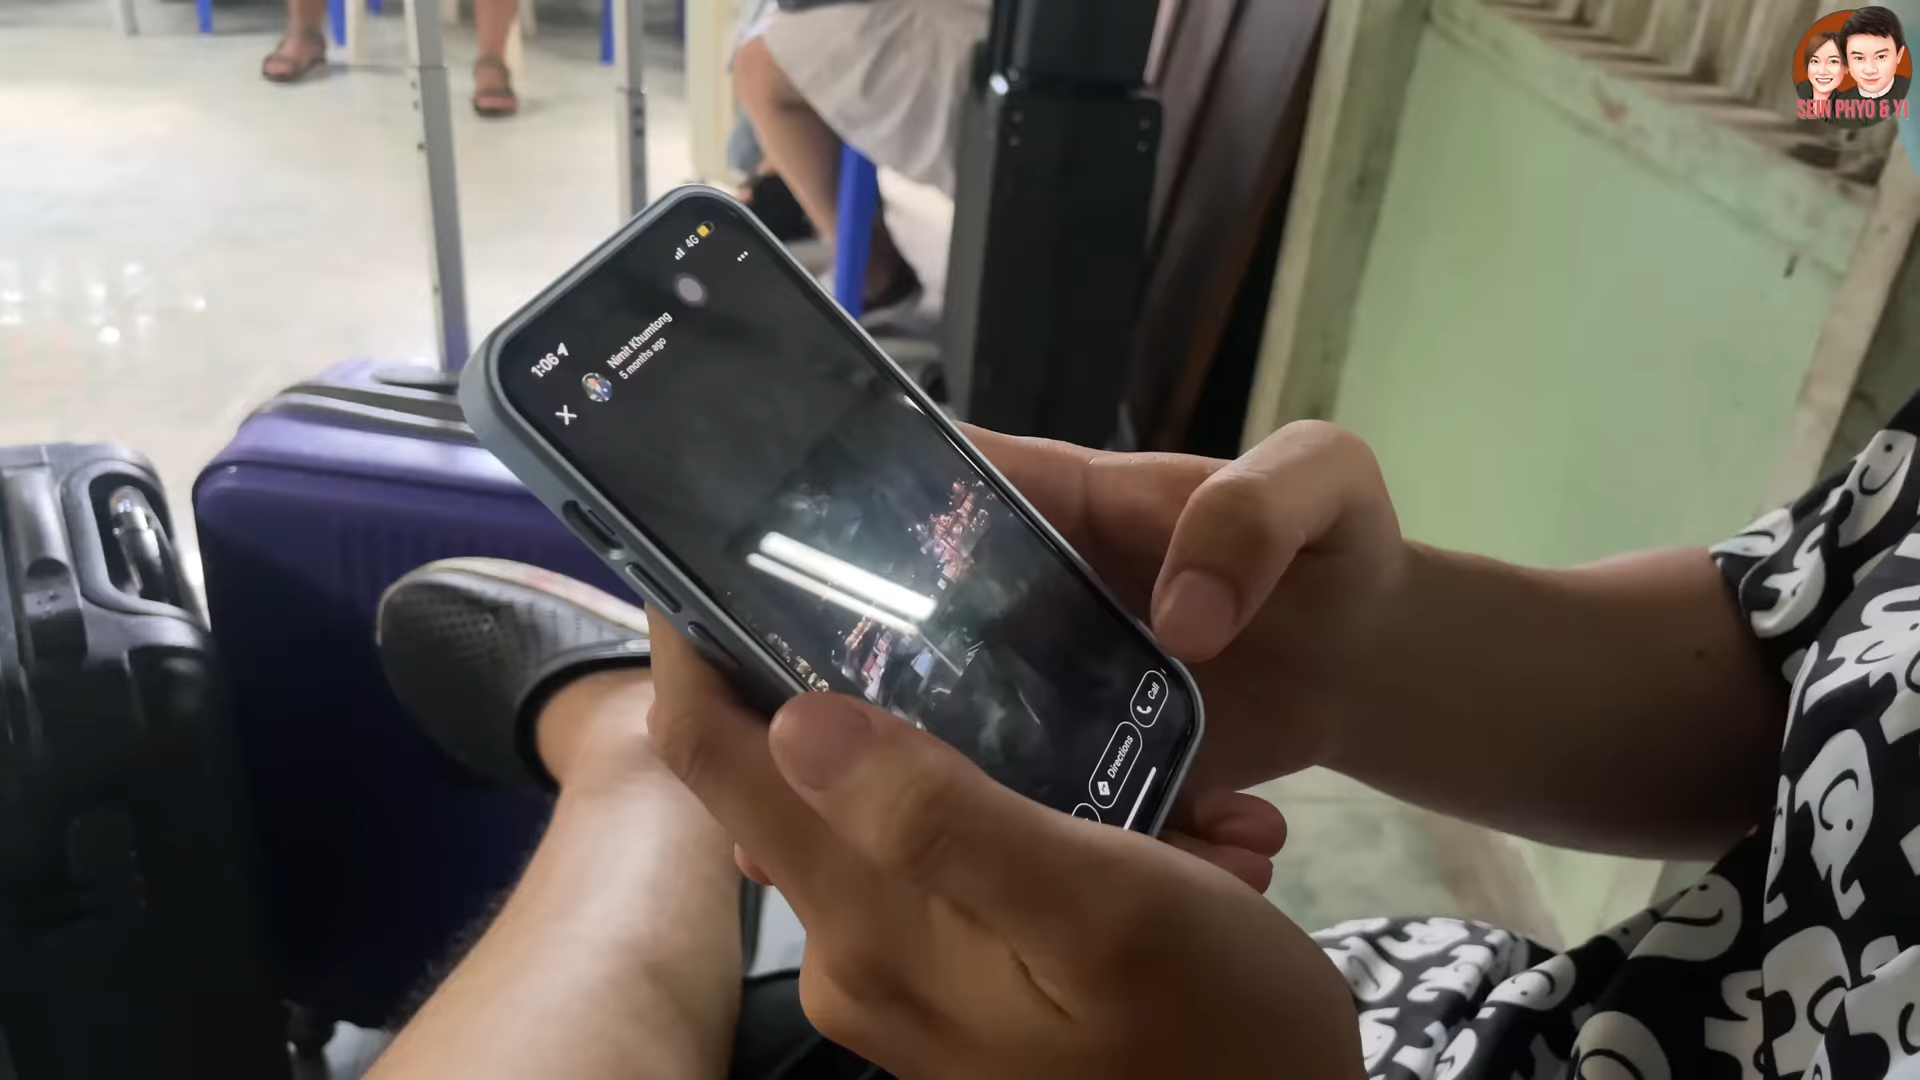 SEIN PHYO & YI
4G
1:06
Nimit Khumtong
5 months ago
Call
Directions